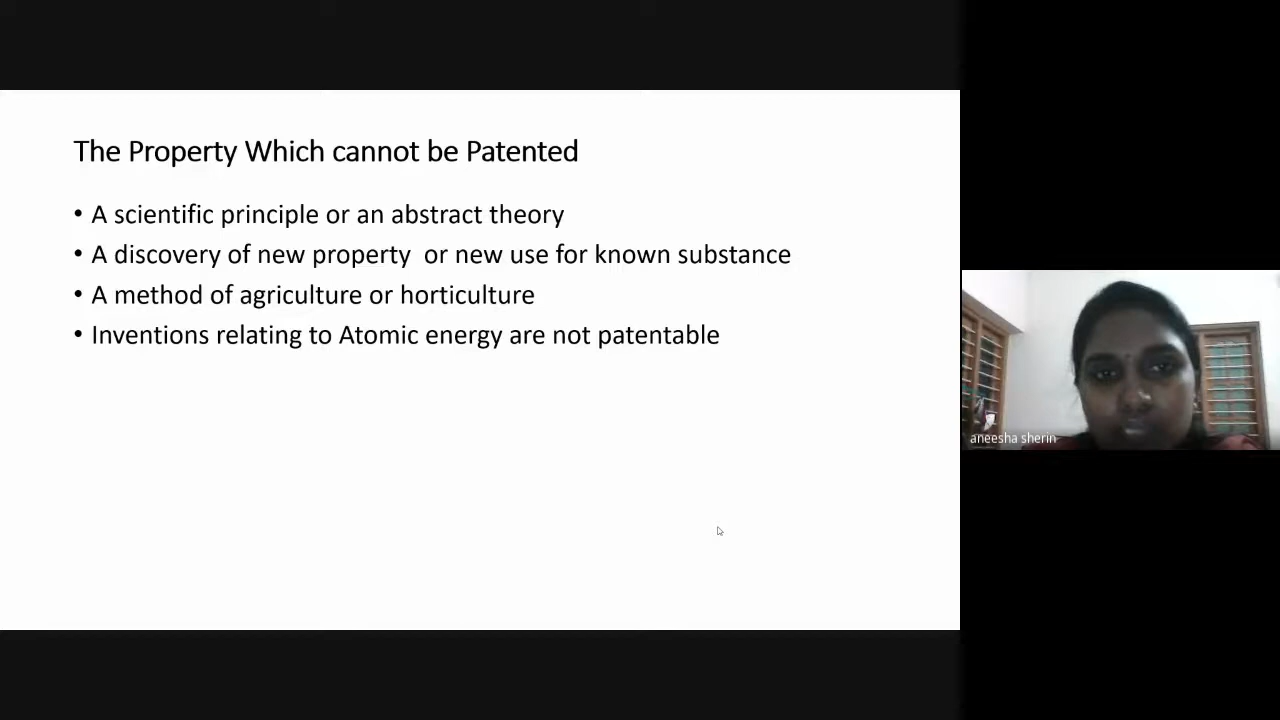 The Property Which cannot be Patented
• A scientific principle or an abstract theory
• A discovery of new property  or new use for known substance
• A method of agriculture or horticulture
• Inventions relating to Atomic energy are not patentable
aneesha sherin